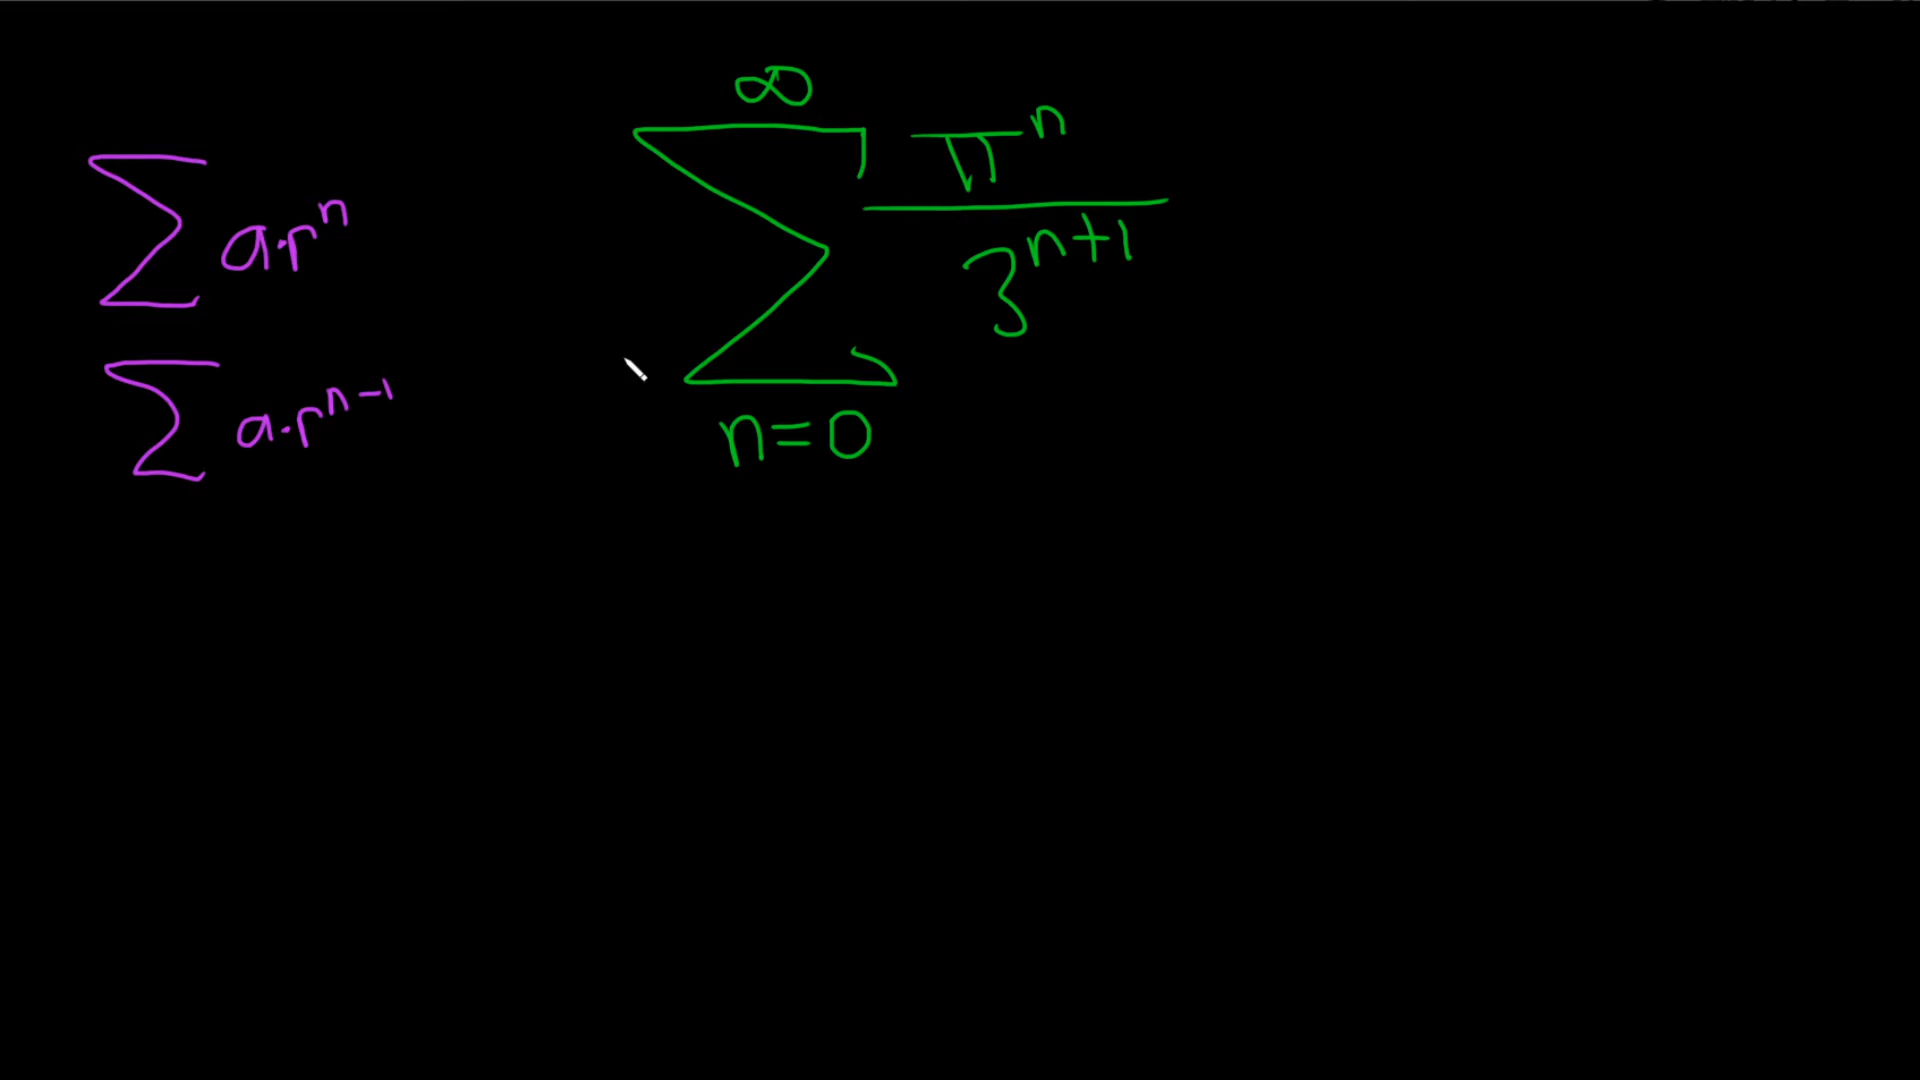 ∑ a·rⁿ
∑ a·rⁿ⁻¹
∞
∑ πⁿ / 3ⁿ⁺¹
n=0